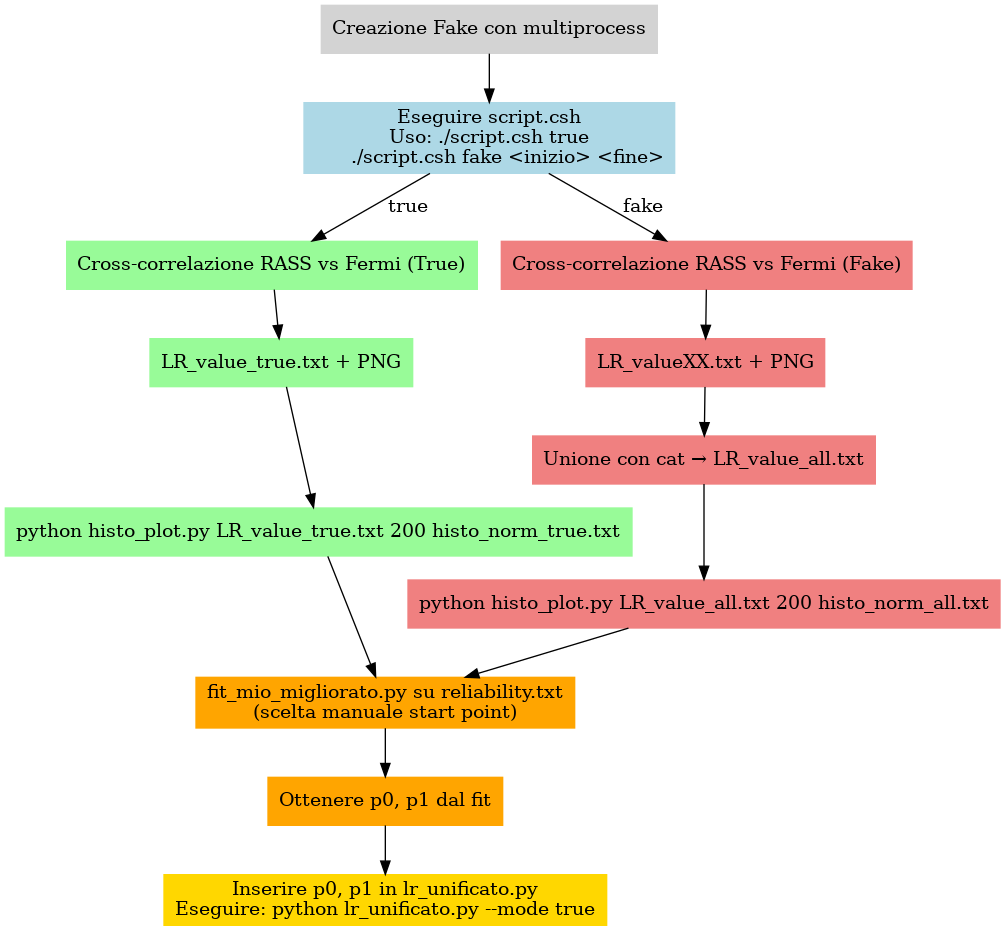 Creazione Fake con multiprocess
Eseguire script.csh
Uso: ./script.csh true
./script.csh fake <inizio> <fine>
true
fake
Cross-correlazione RASS vs Fermi (True)
Cross-correlazione RASS vs Fermi (Fake)
LR_value_true.txt + PNG
LR_valueXX.txt + PNG
Unione con cat → LR_value_all.txt
python histo_plot.py LR_value_true.txt 200 histo_norm_true.txt
python histo_plot.py LR_value_all.txt 200 histo_norm_all.txt
fit_mio_migliorato.py su reliability.txt
(scelta manuale start point)
Ottenere p0, p1 dal fit
Inserire p0, p1 in lr_unificato.py
Eseguire: python lr_unificato.py --mode true